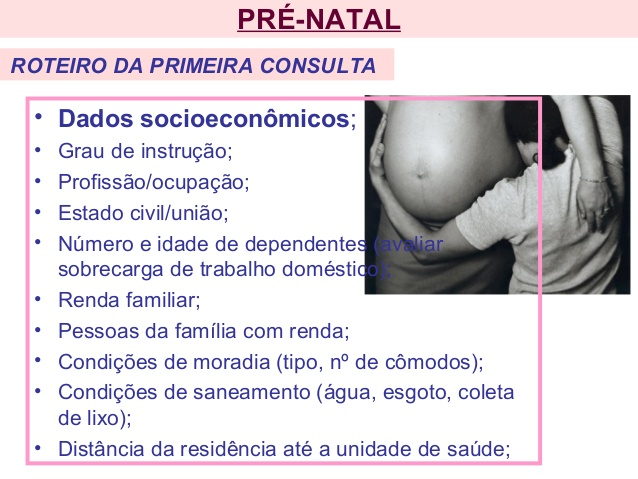 PRÉ-NATAL
ROTEIRO DA PRIMEIRA CONSULTA
• Dados socioeconômicos;
• Grau de instrução;
• Profissão/ocupação;
• Estado civil/união;
• Número e idade de dependentes (avaliar
sobrecarga de trabalho doméstico);
• Renda familiar;
• Pessoas da família com renda;
• Condições de moradia (tipo, nº de cômodos);
• Condições de saneamento (água, esgoto, coleta
de lixo);
• Distância da residência até a unidade de saúde;